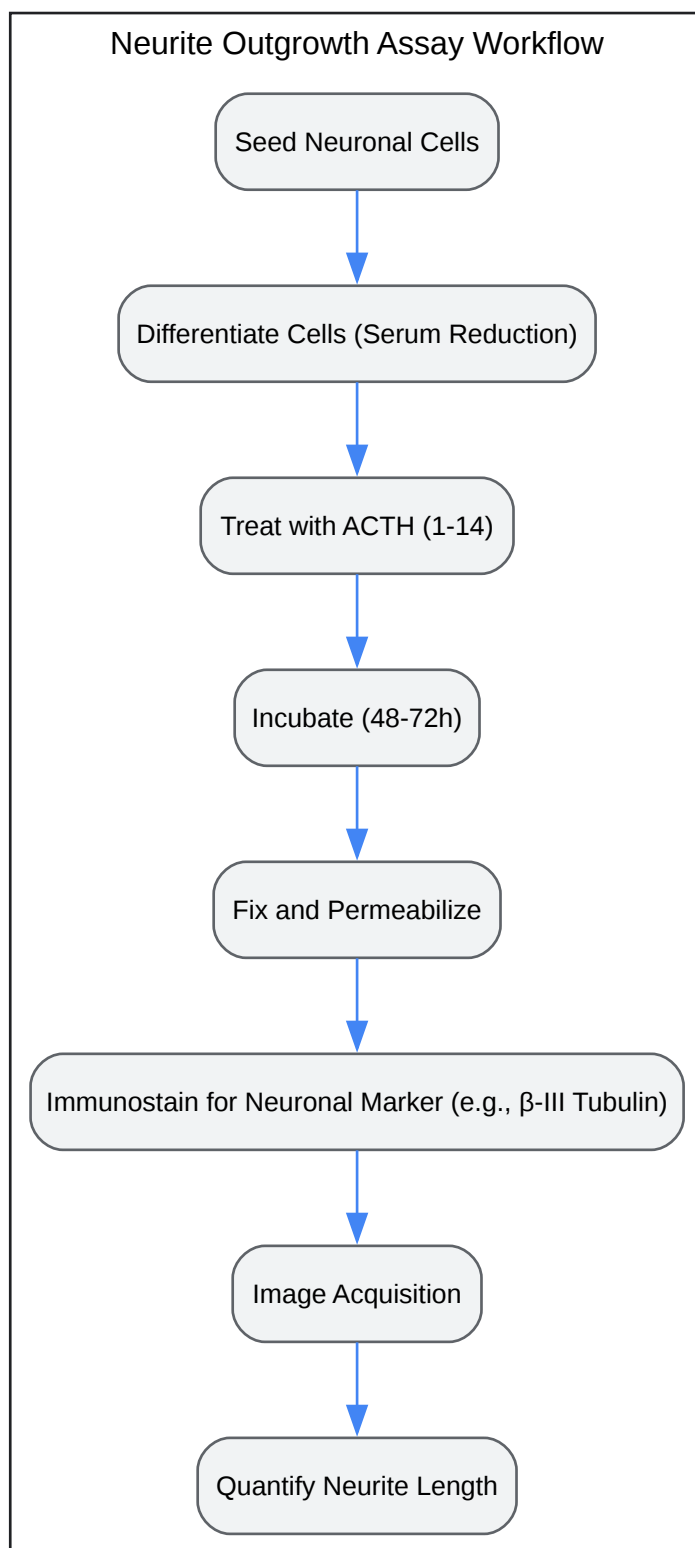 Neurite Outgrowth Assay Workflow
Seed Neuronal Cells
Differentiate Cells (Serum Reduction)
Treat with ACTH (1-14)
Incubate (48-72h)
Fix and Permeabilize
Immunostain for Neuronal Marker (e.g., β-III Tubulin)
Image Acquisition
Quantify Neurite Length